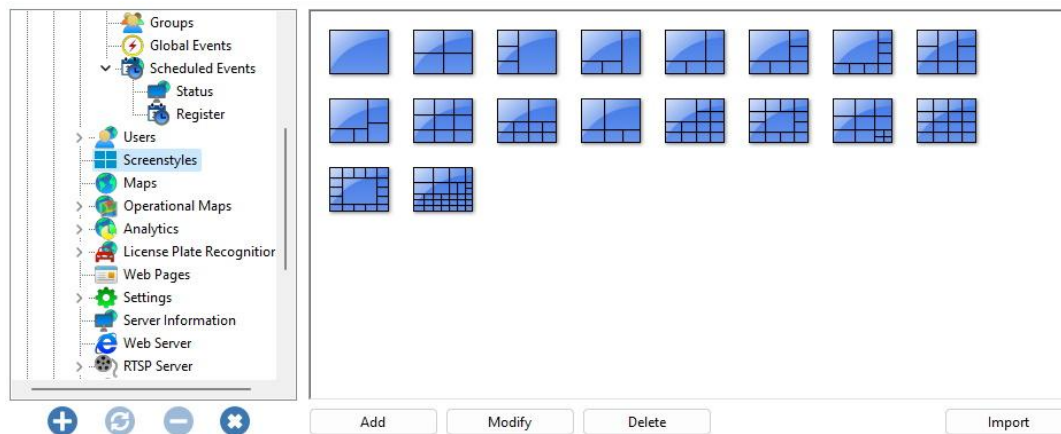 Groups
Global Events
Scheduled Events
Status
Register
Users
Screenstyles
Maps
Operational Maps
Analytics
License Plate Recognition
Web Pages
Settings
Server Information
Web Server
RTSP Server
Add
Modify
Delete
Import